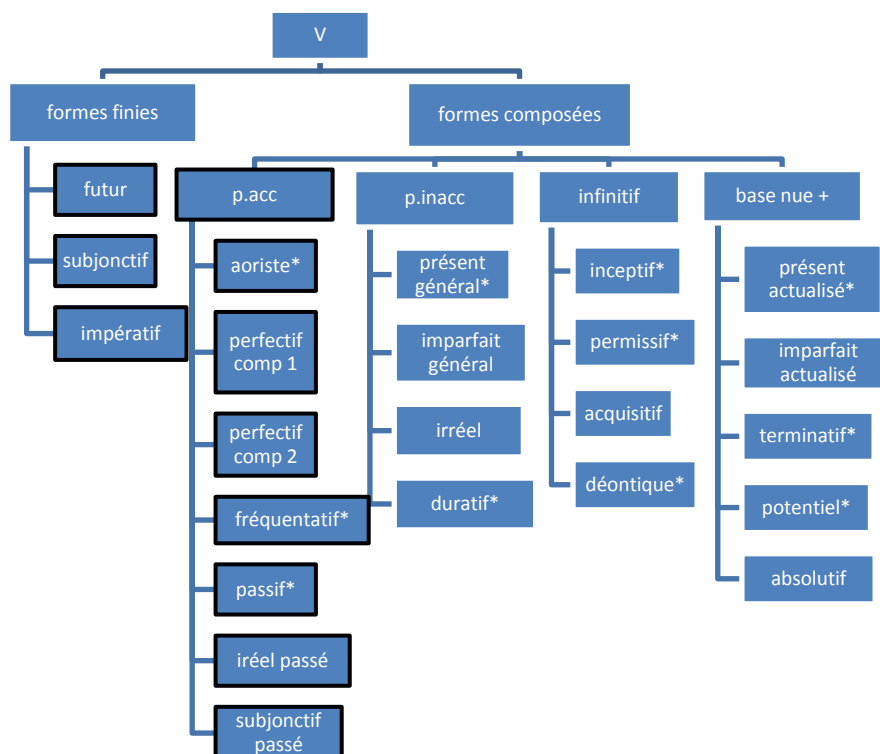 V
formes finies
formes composées
futur
subjonctif
impératif
p.acc
aoriste*
perfectif
comp 1
perfectif
comp 2
fréquentatif*
passif*
iréel passé
subjonctif
passé
p.inacc
présent
général*
imparfait
général
irréel
duratif*
infinitif
inceptif*
permissif*
acquisitif
déontique*
base nue +
présent
actualisé*
imparfait
actualisé
terminatif*
potentiel*
absolutif